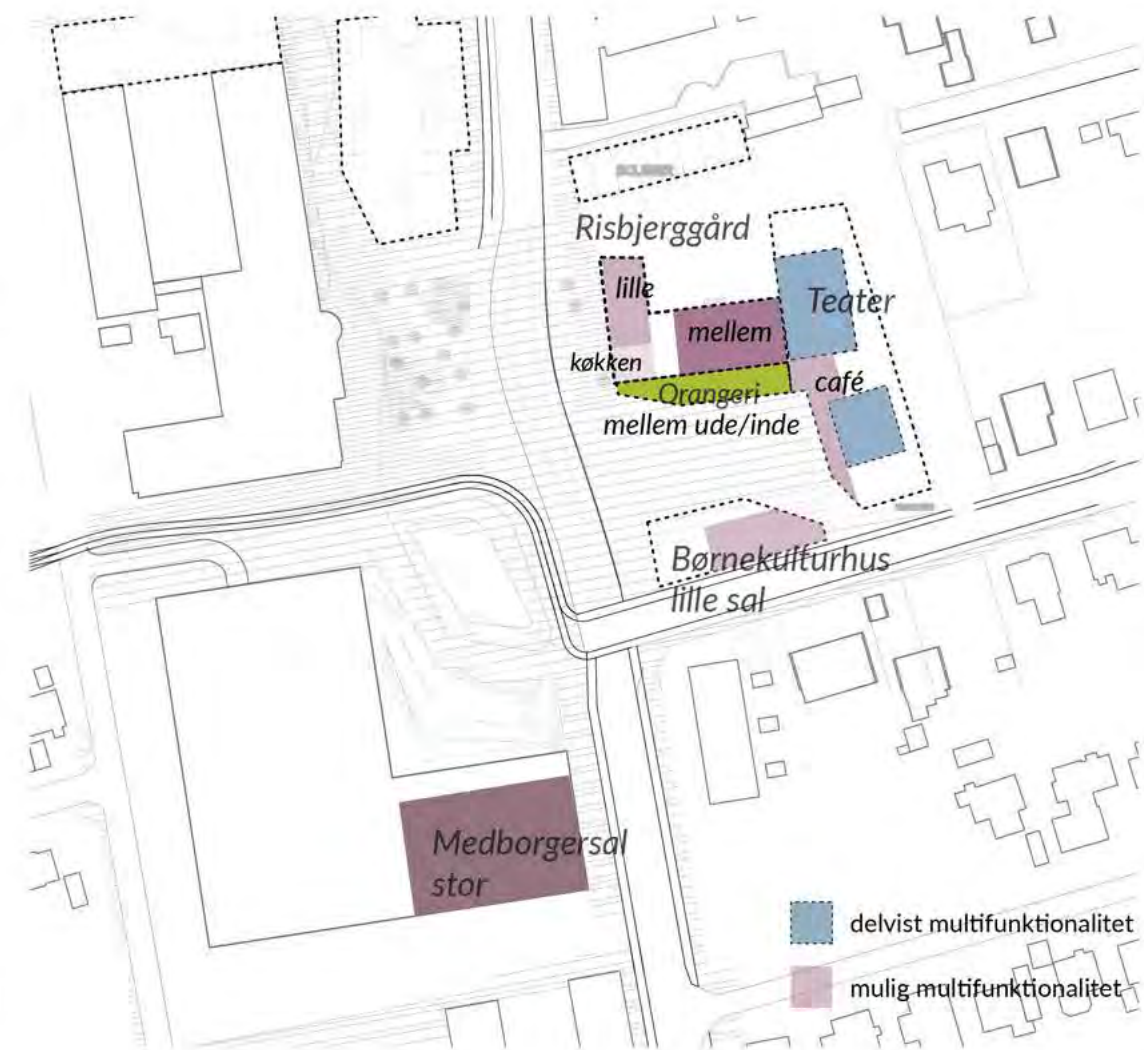 Risbjerggård
lille
Teater
mellem
køkken
café
Orangeri
mellem ude/inde
Børnekulturhus
lille sal
Medborgersal
stor
delvist multifunktionalitet
mulig multifunktionalitet